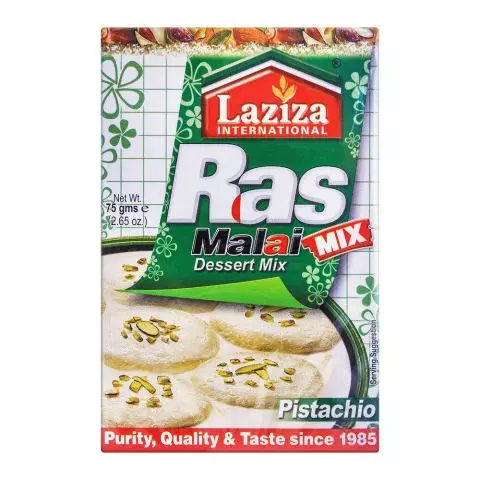 Laziza
INTERNATIONAL
Net Wt.
75 gms e
(2.65 oz.)
Ras
Malai MIX
Dessert Mix
Serving Suggestion
Pistachio
Purity, Quality & Taste since 1985